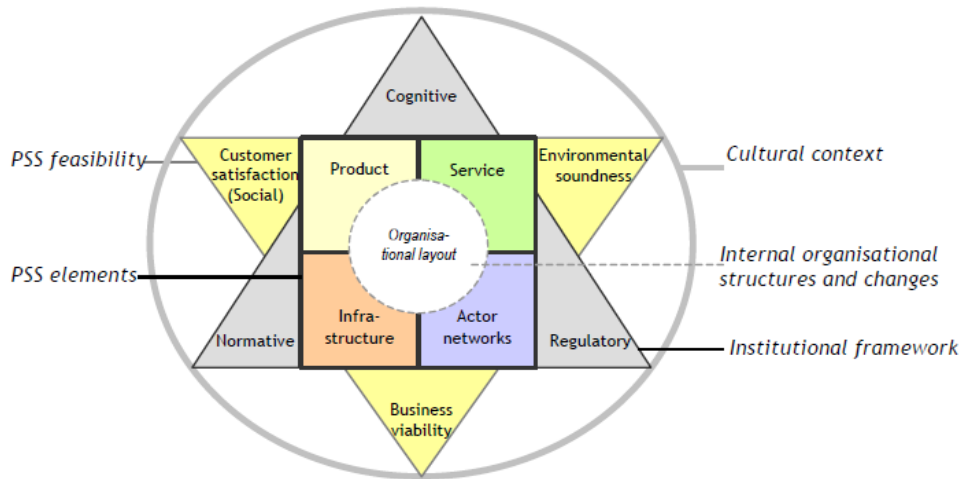 Cognitive
PSS feasibility
Customer
satisfaction
(Social)
Product
Service
Environmental
soundness
Cultural context
Organisa-
tional layout
PSS elements
Internal organisational
structures and changes
Normative
Infra-
structure
Actor
networks
Regulatory
Institutional framework
Business
viability